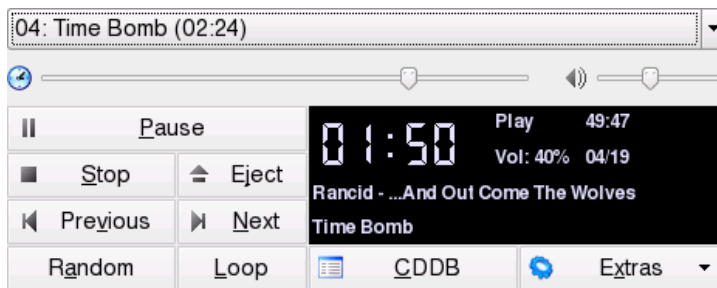 04: Time Bomb (02:24)
Pause
Stop
Eject
Previous
Next
Random
Loop
01:50
Play 49:47
Vol: 40% 04/19
Rancid - ...And Out Come The Wolves
Time Bomb
CDDB
Extras